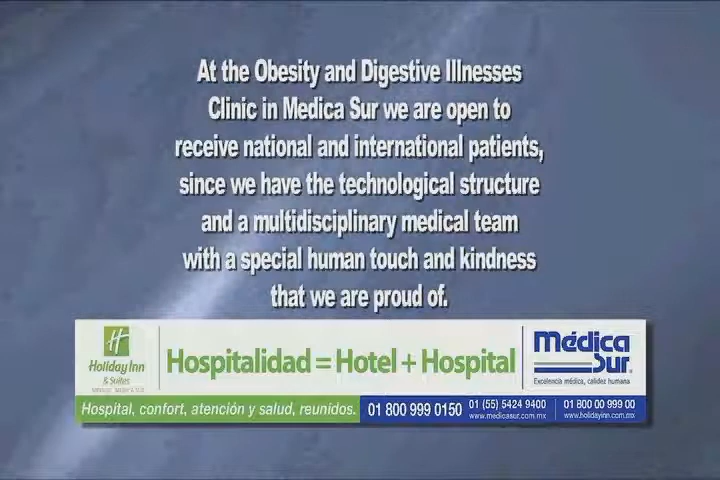 At the Obesity and Digestive Illnesses
Clinic in Medica Sur we are open to
receive national and international patients,
since we have the technological structure
and a multidisciplinary medical team
with a special human touch and kindness
that we are proud of.
Holiday Inn
& Suites
Hospitalidad = Hotel + Hospital
Médica
Sur
Excelencia médica, calidez humana
Hospital, confort, atención y salud, reunidos.
01 800 999 0150
01 (55) 5424 9400
www.medicasur.com.mx
01 800 00 999 00
www.holidayinn.com.mx